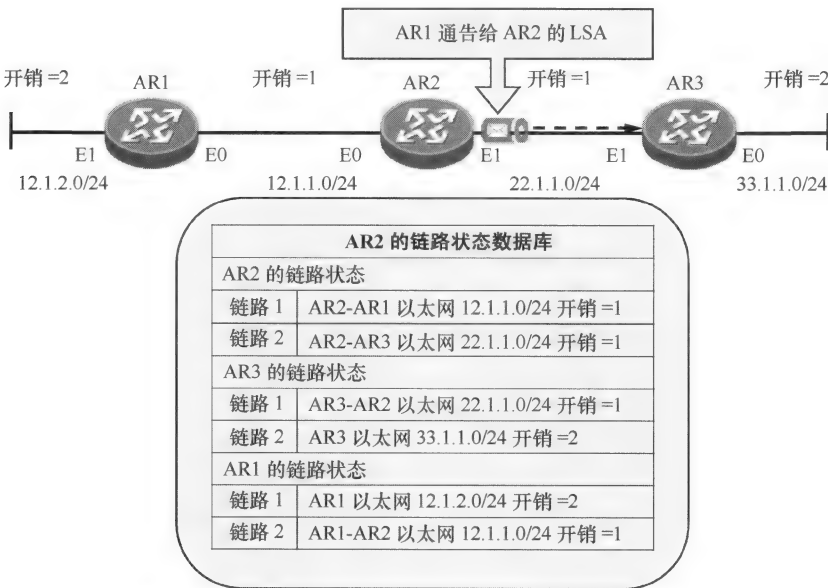 AR1 通告给 AR2 的 LSA
开销 =2 AR1 开销 =1 AR2 开销 =1 AR3 开销 =2
E1 E0 E0 E1 E1 E0
12.1.2.0/24 12.1.1.0/24 22.1.1.0/24 33.1.1.0/24
AR2 的链路状态数据库
AR2 的链路状态
链路 1 AR2-AR1 以太网 12.1.1.0/24 开销 =1
链路 2 AR2-AR3 以太网 22.1.1.0/24 开销 =1
AR3 的链路状态
链路 1 AR3-AR2 以太网 22.1.1.0/24 开销 =1
链路 2 AR3 以太网 33.1.1.0/24 开销 =2
AR1 的链路状态
链路 1 AR1 以太网 12.1.2.0/24 开销 =2
链路 2 AR1-AR2 以太网 12.1.1.0/24 开销 =1